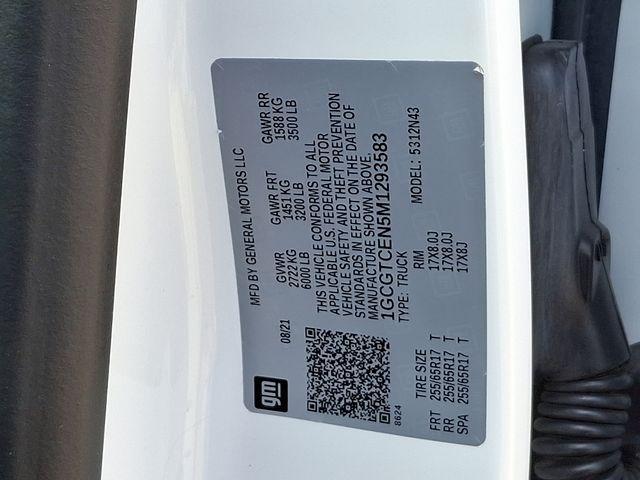 gm
MFD BY GENERAL MOTORS LLC
08/21
GVWR GAWR FRT GAWR RR
2722 KG 1451 KG 1588 KG
6000 LB 3200 LB 3500 LB
THIS VEHICLE CONFORMS TO ALL
APPLICABLE U.S. FEDERAL MOTOR
VEHICLE SAFETY AND THEFT PREVENTION
STANDARDS IN EFFECT ON THE DATE OF
MANUFACTURE SHOWN ABOVE.
1GCGTCEN5M1293583
TYPE: TRUCK MODEL: 5312N43
8624
TIRE SIZE RIM
FRT 255/65R17 T 17X8.0J
RR 255/65R17 T 17X8.0J
SPA 255/65R17 T 17X8J